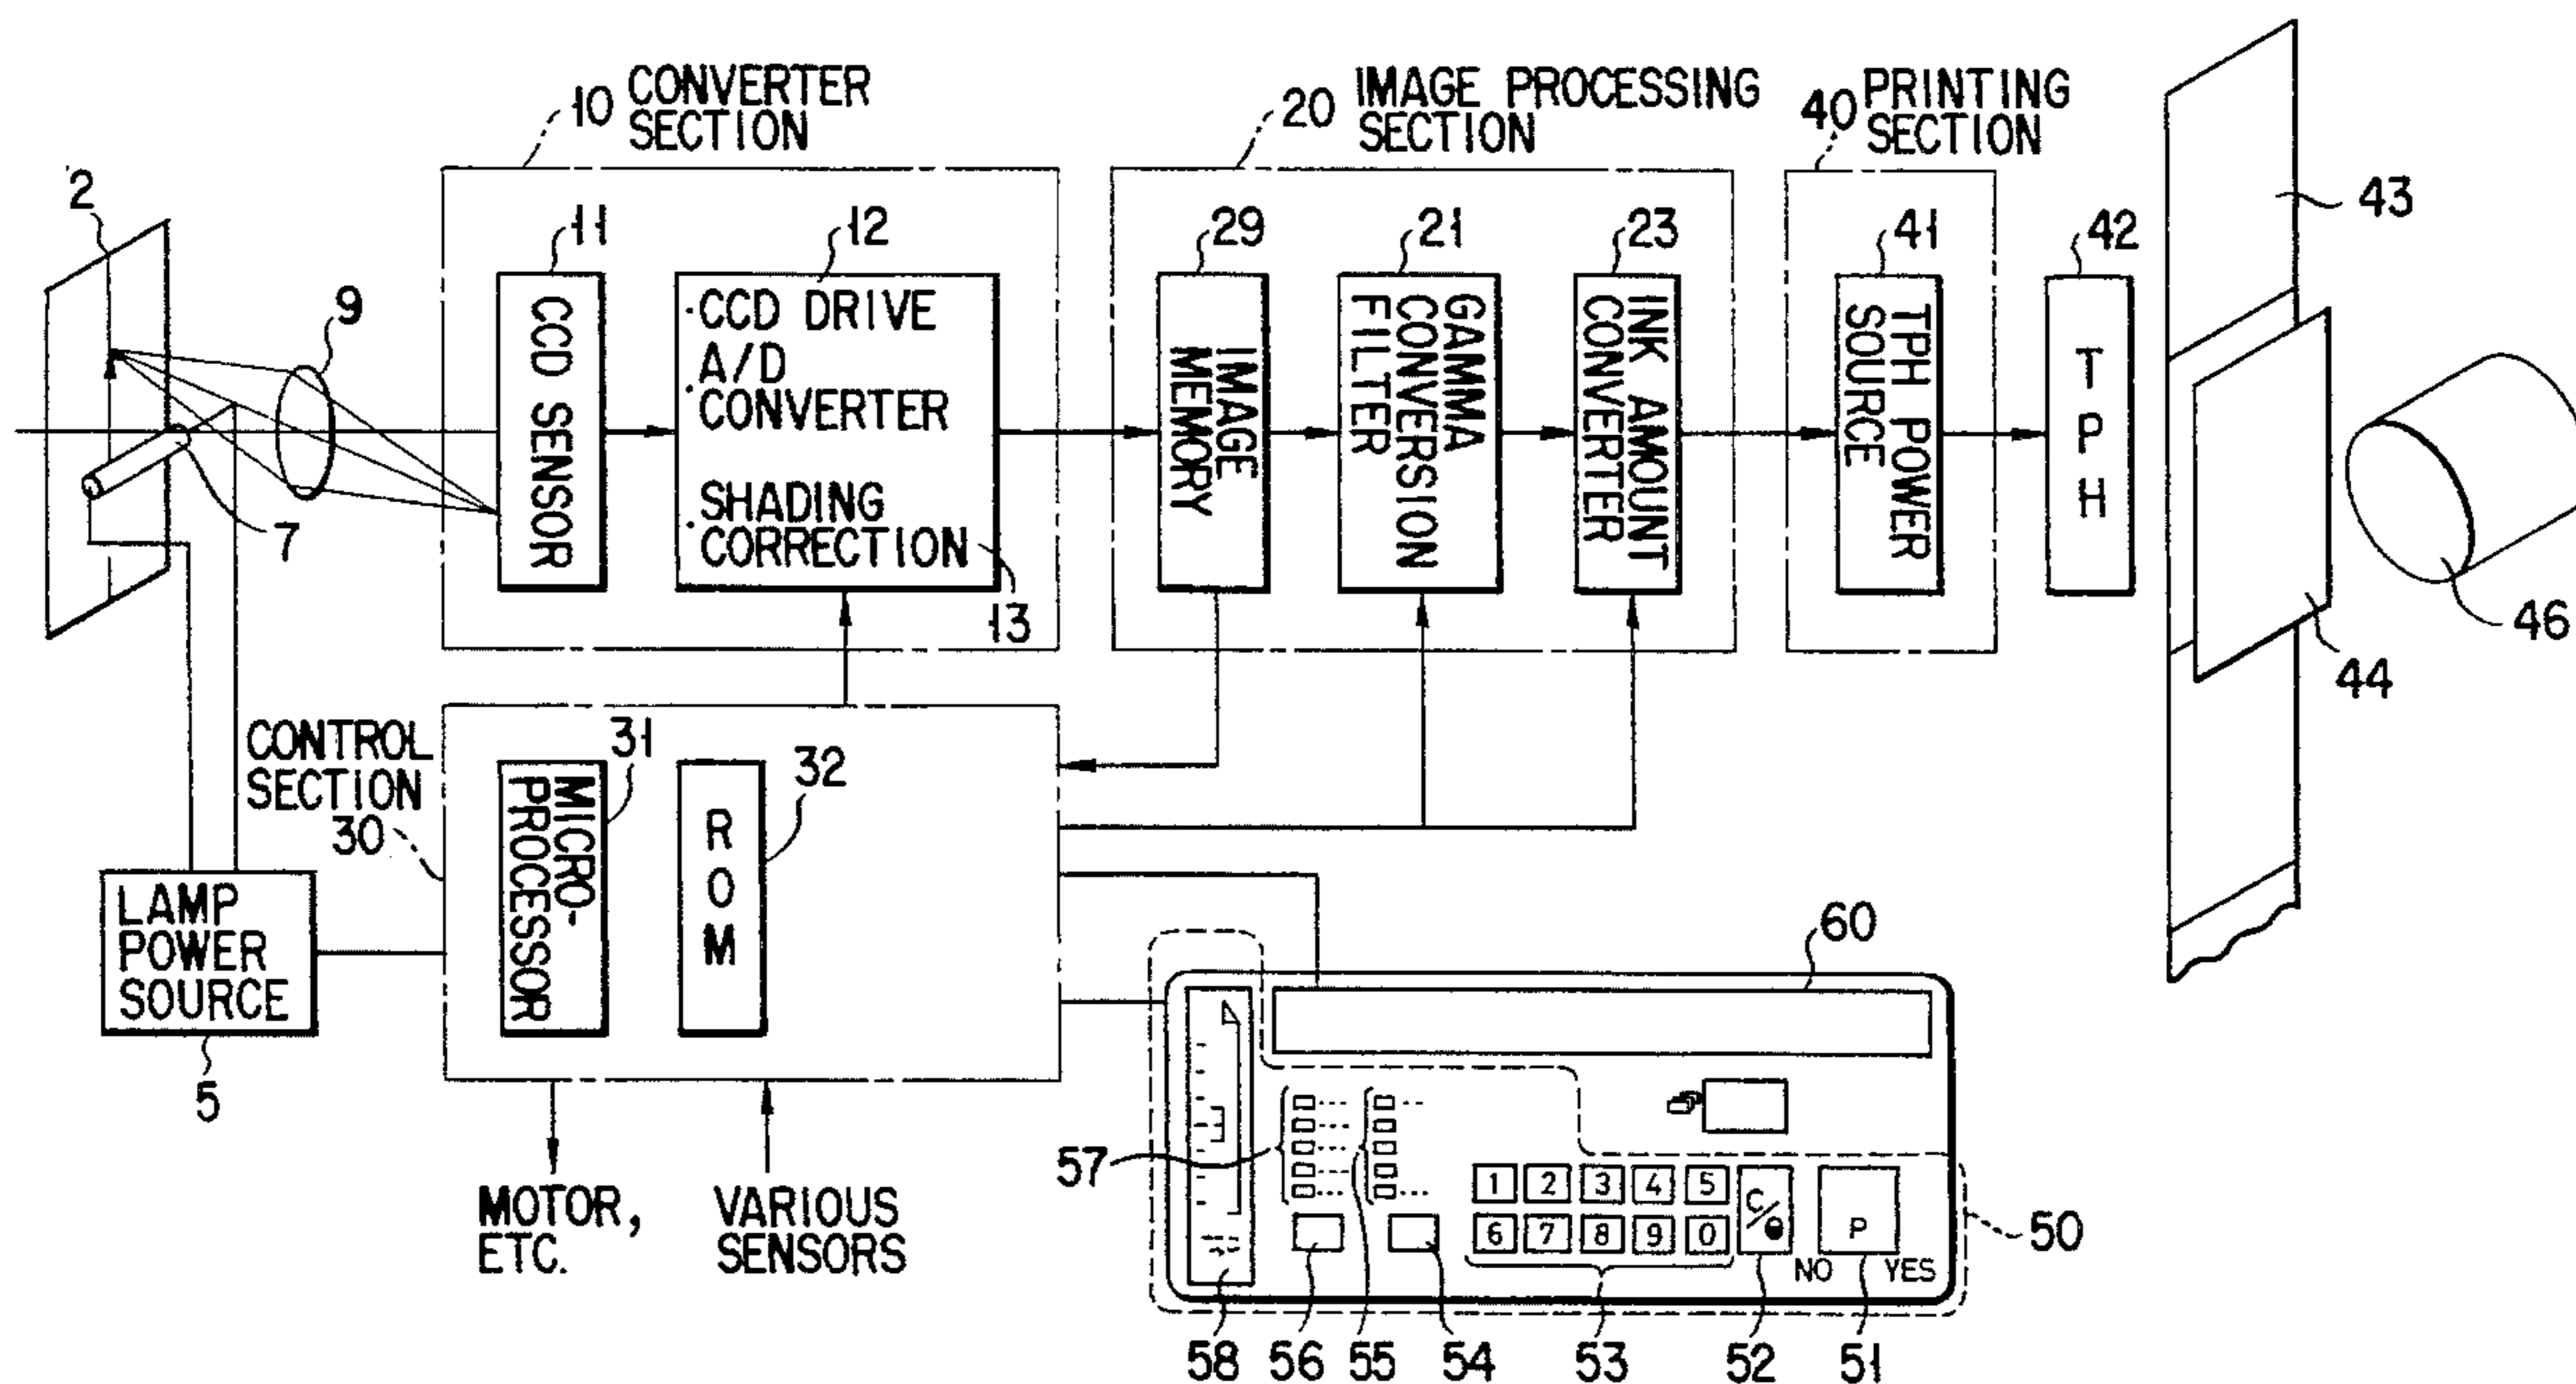 10 CONVERTER
SECTION
20 IMAGE PROCESSING
SECTION
40 PRINTING
SECTION
2
9
7
11
CCD SENSOR
12
·CCD DRIVE
·A/D
CONVERTER
·SHADING
CORRECTION
13
29
IMAGE
MEMORY
21
GAMMA
CONVERSION
FILTER
23
INK AMOUNT
CONVERTER
41
TPH POWER
SOURCE
42
TPH
43
44
46
CONTROL
SECTION
30
31
MICRO-
PROCESSOR
32
ROM
LAMP
POWER
SOURCE
5
MOTOR,
ETC.
VARIOUS
SENSORS
60
57
1 2 3 4 5
6 7 8 9 0
C/
P
NO YES
50
58 56 55 54 53 52 51